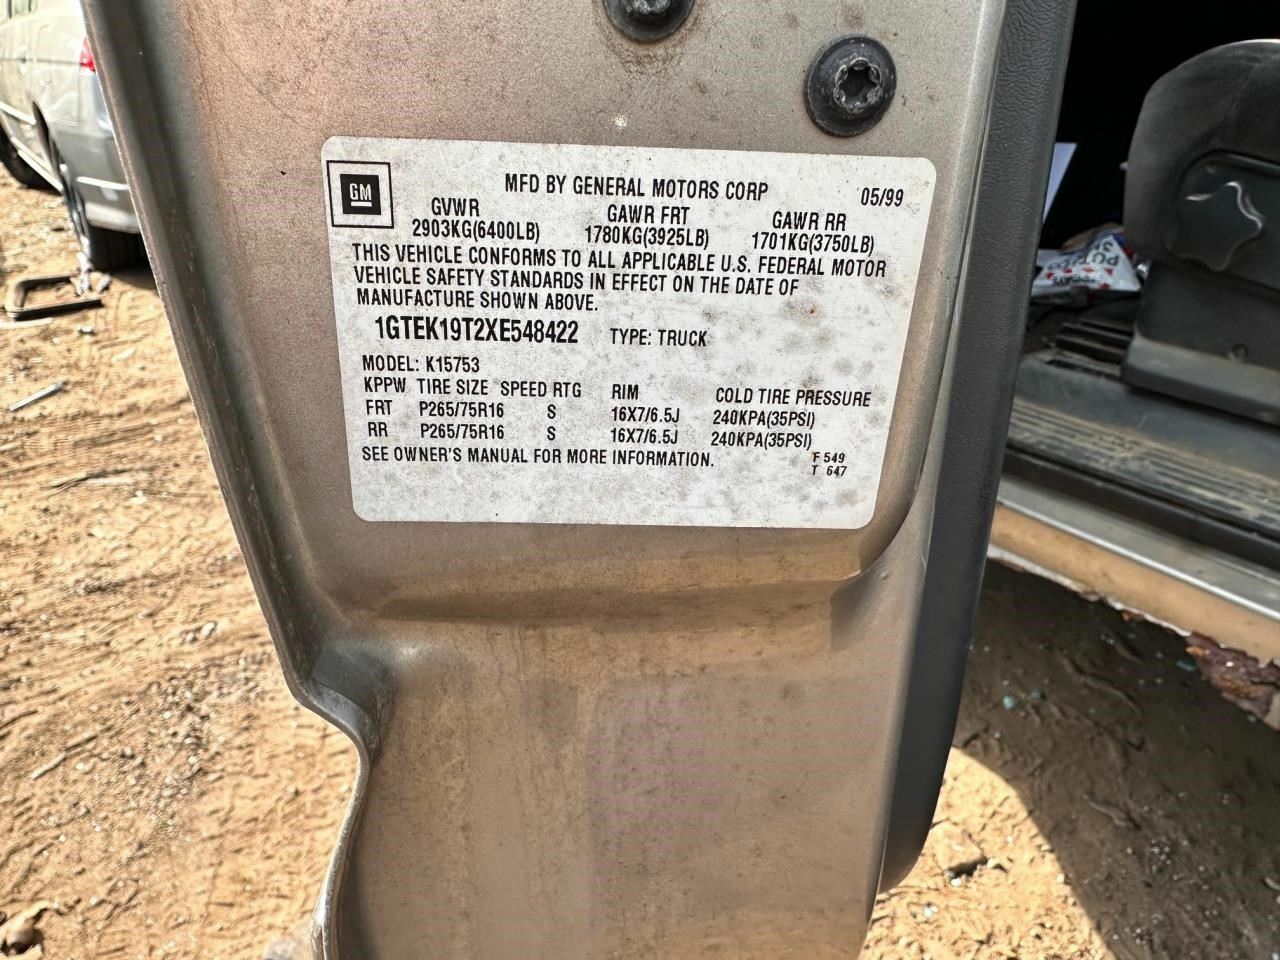 GM
MFD BY GENERAL MOTORS CORP 05/99
GVWR GAWR FRT GAWR RR
2903KG(6400LB) 1780KG(3925LB) 1701KG(3750LB)
THIS VEHICLE CONFORMS TO ALL APPLICABLE U.S. FEDERAL MOTOR
VEHICLE SAFETY STANDARDS IN EFFECT ON THE DATE OF
MANUFACTURE SHOWN ABOVE.
1GTEK19T2XE548422 TYPE: TRUCK
MODEL: K15753
KPPW TIRE SIZE SPEED RTG RIM COLD TIRE PRESSURE
FRT P265/75R16 S 16X7/6.5J 240KPA(35PSI)
RR P265/75R16 S 16X7/6.5J 240KPA(35PSI)
SEE OWNER'S MANUAL FOR MORE INFORMATION. F 549
T 647